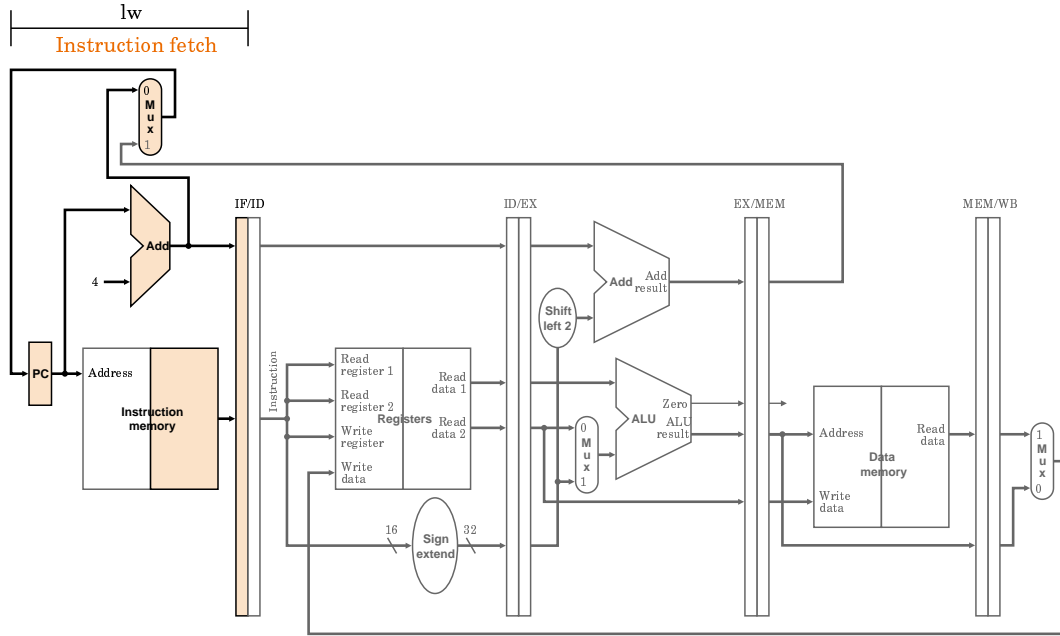 lw
Instruction fetch
0
M
u
x
1
IF/ID
ID/EX
EX/MEM
MEM/WB
Add
4
Add
Add
result
Shift
left 2
PC
Address
Instruction
memory
Instruction
Read
register 1
Read
register 2
Write
register
Write
data
Registers
Read
data 1
Read
data 2
0
M
u
x
1
ALU
Zero
ALU
result
Address
Write
data
Data
memory
Read
data
1
M
u
x
0
16
Sign
extend
32